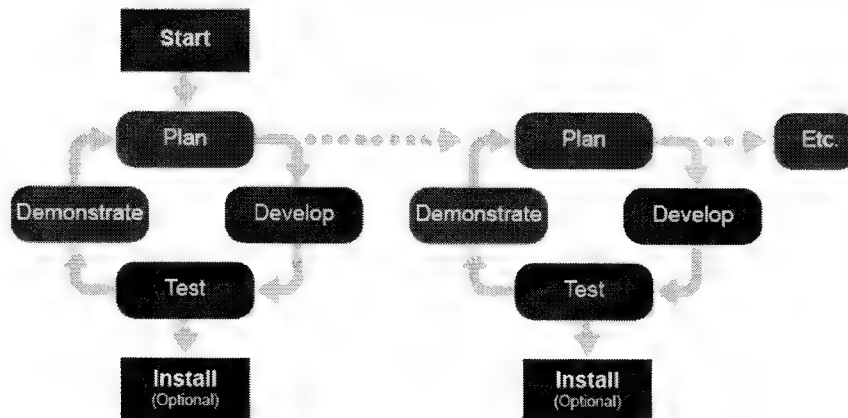 Start
Plan
Plan
Etc.
Demonstrate
Develop
Demonstrate
Develop
Test
Test
Install
(Optional)
Install
(Optional)